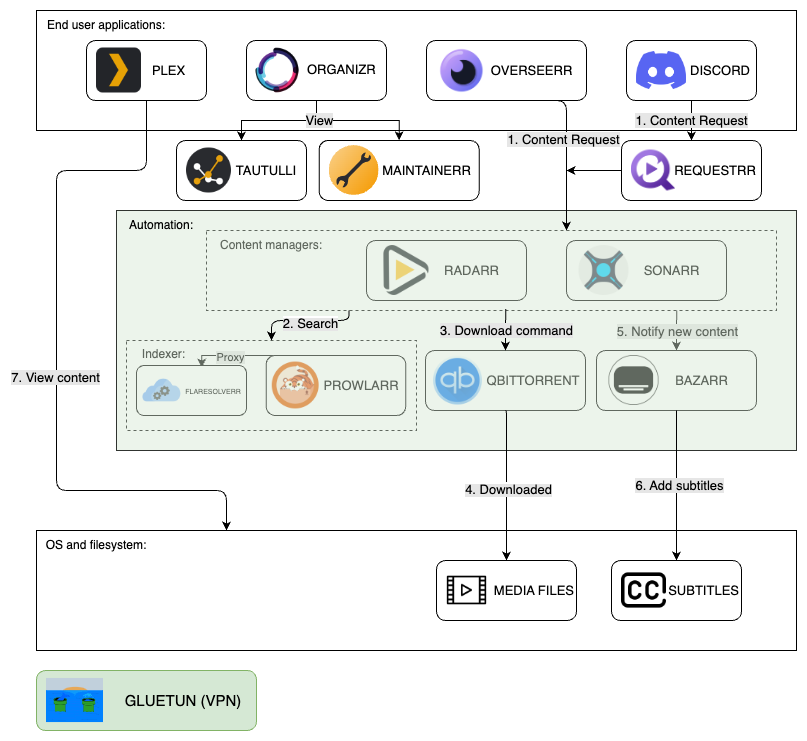 End user applications:
PLEX
ORGANIZR
OVERSEERR
DISCORD
View
1. Content Request
1. Content Request
TAUTULLI
MAINTAINERR
REQUESTRR
Automation:
Content managers:
RADARR
SONARR
2. Search
3. Download command
5. Notify new content
Indexer:
Proxy
FLARESOLVERR
PROWLARR
qb
QBITTORRENT
BAZARR
7. View content
4. Downloaded
6. Add subtitles
OS and filesystem:
MEDIA FILES
CC
SUBTITLES
GLUETUN (VPN)